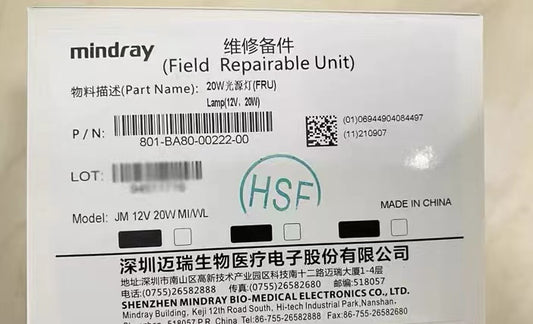 mindray
维修备件
(Field Repairable Unit)
物料描述(Part Name): 20W光源灯(FRU)
Lamp(12V, 20W)
P / N:
801-BA80-00222-00
(01)06944904084497
(11)210907
LOT:
HSF
Model: JM 12V 20W MI/WL
MADE IN CHINA
深圳迈瑞生物医疗电子股份有限公司
深圳市南山区高新技术产业园区科技南十二路迈瑞大厦1-4层
电话:(0755)26582888 传真:(0755)26582680 邮编:518057
SHENZHEN MINDRAY BIO-MEDICAL ELECTRONICS CO., LTD.
Mindray Building, Keji 12th Road South, Hi-tech Industrial Park,Nanshan,
Shenzhen 518057,P.R. China Tel:86-755-26582888 Fax:86-755-26582680